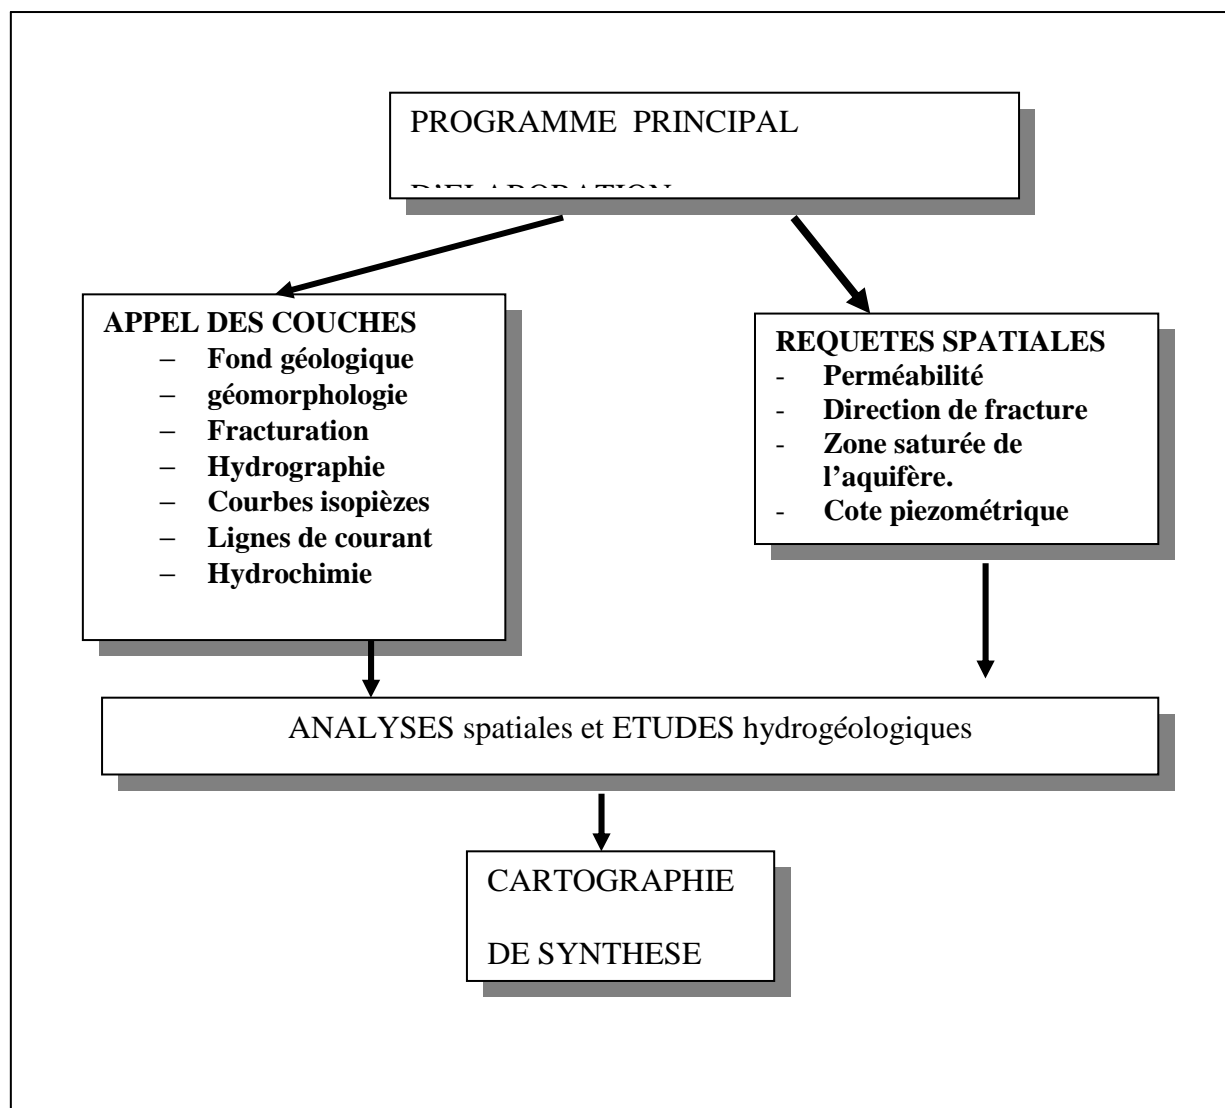 PROGRAMME PRINCIPAL
D'ELABORATION
APPEL DES COUCHES
– Fond géologique
– géomorphologie
– Fracturation
– Hydrographie
– Courbes isopièzes
– Lignes de courant
– Hydrochimie
REQUETES SPATIALES
- Perméabilité
- Direction de fracture
- Zone saturée de
l’aquifère.
- Cote piezométrique
ANALYSES spatiales et ETUDES hydrogéologiques
CARTOGRAPHIE
DE SYNTHESE